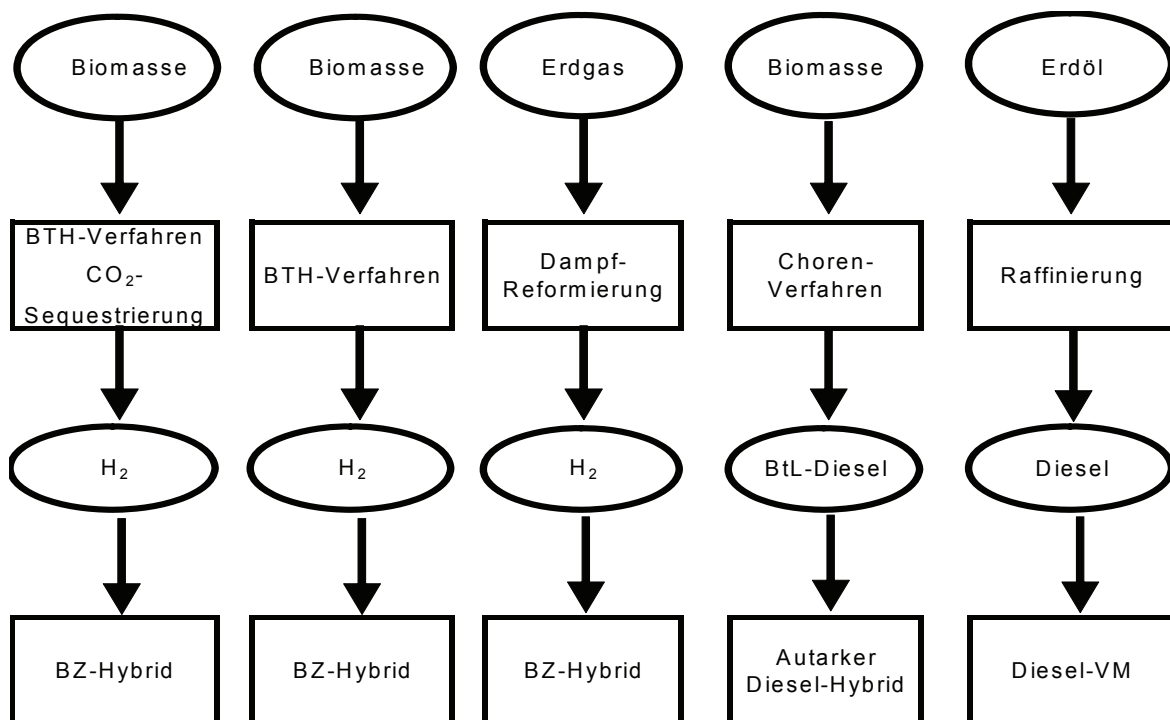 Biomasse
Biomasse
Erdgas
Biomasse
Erdöl
BTH-Verfahren
CO₂-
Sequestrierung
BTH-Verfahren
Dampf-
Reformierung
Choren-
Verfahren
Raffinierung
H₂
H₂
H₂
BtL-Diesel
Diesel
BZ-Hybrid
BZ-Hybrid
BZ-Hybrid
Autarker
Diesel-Hybrid
Diesel-VM